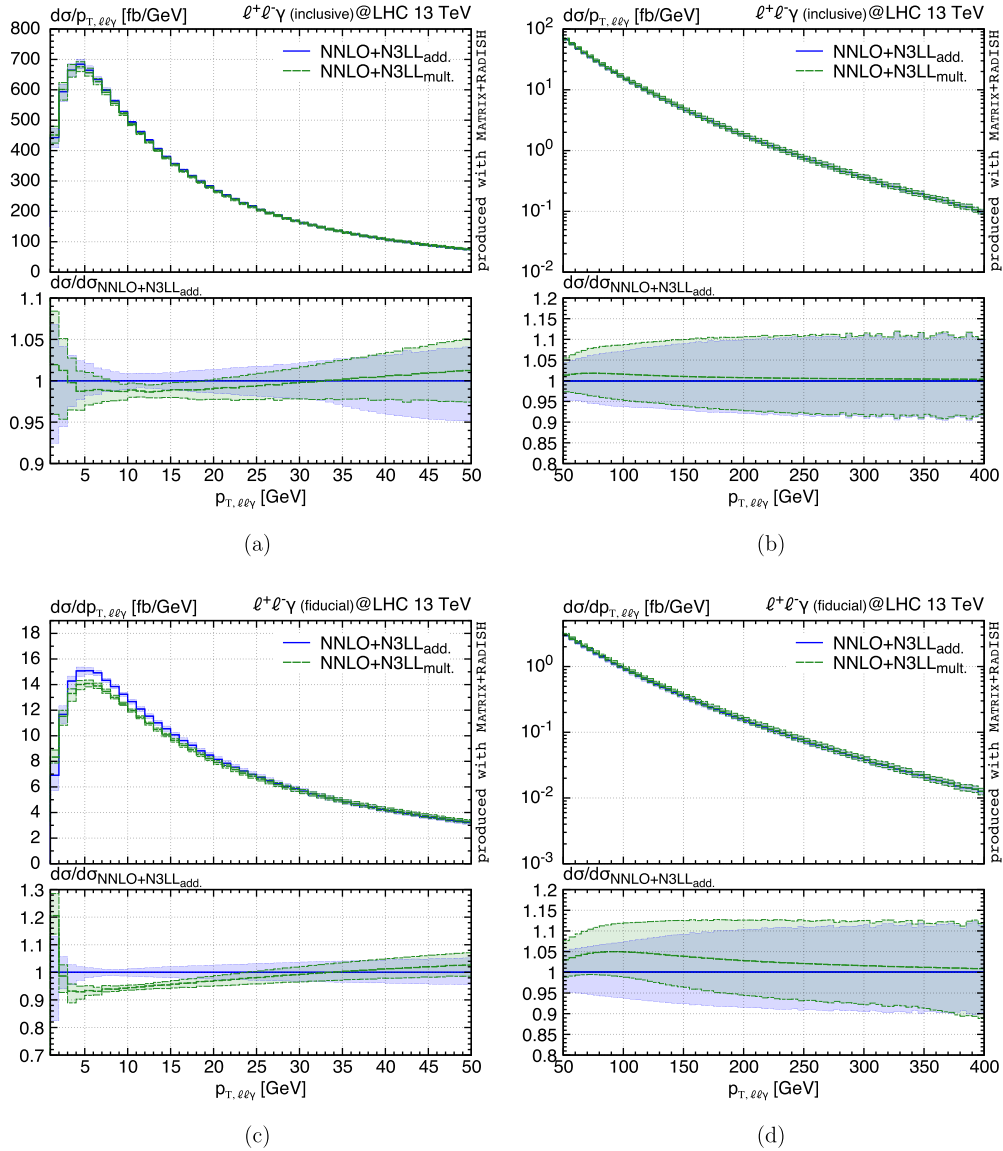 dσ/p_T,ℓℓγ [fb/GeV] ℓ⁺ℓ⁻γ (inclusive)@LHC 13 TeV
800
700
600
500
400
300
200
100
0
NNLO+N3LL_add.
NNLO+N3LL_mult.
produced with MATRIX+RADISH
dσ/dσ_NNLO+N3LL_add.
1.1
1.05
1
0.95
0.9
5 10 15 20 25 30 35 40 45 50
p_T,ℓℓγ [GeV]
(a)
dσ/p_T,ℓℓγ [fb/GeV] ℓ⁺ℓ⁻γ (inclusive)@LHC 13 TeV
10²
10¹
10⁰
10⁻¹
10⁻²
NNLO+N3LL_add.
NNLO+N3LL_mult.
produced with MATRIX+RADISH
dσ/dσ_NNLO+N3LL_add.
1.2
1.15
1.1
1.05
1
0.95
0.9
0.85
0.8
50 100 150 200 250 300 350 400
p_T,ℓℓγ [GeV]
(b)
dσ/dp_T,ℓℓγ [fb/GeV] ℓ⁺ℓ⁻γ (fiducial)@LHC 13 TeV
18
16
14
12
10
8
6
4
2
0
NNLO+N3LL_add.
NNLO+N3LL_mult.
produced with MATRIX+RADISH
dσ/dσ_NNLO+N3LL_add.
1.3
1.2
1.1
1
0.9
0.8
0.7
5 10 15 20 25 30 35 40 45 50
p_T,ℓℓγ [GeV]
(c)
dσ/dp_T,ℓℓγ [fb/GeV] ℓ⁺ℓ⁻γ (fiducial)@LHC 13 TeV
10⁰
10⁻¹
10⁻²
10⁻³
NNLO+N3LL_add.
NNLO+N3LL_mult.
produced with MATRIX+RADISH
dσ/dσ_NNLO+N3LL_add.
1.2
1.15
1.1
1.05
1
0.95
0.9
0.85
0.8
50 100 150 200 250 300 350 400
p_T,ℓℓγ [GeV]
(d)